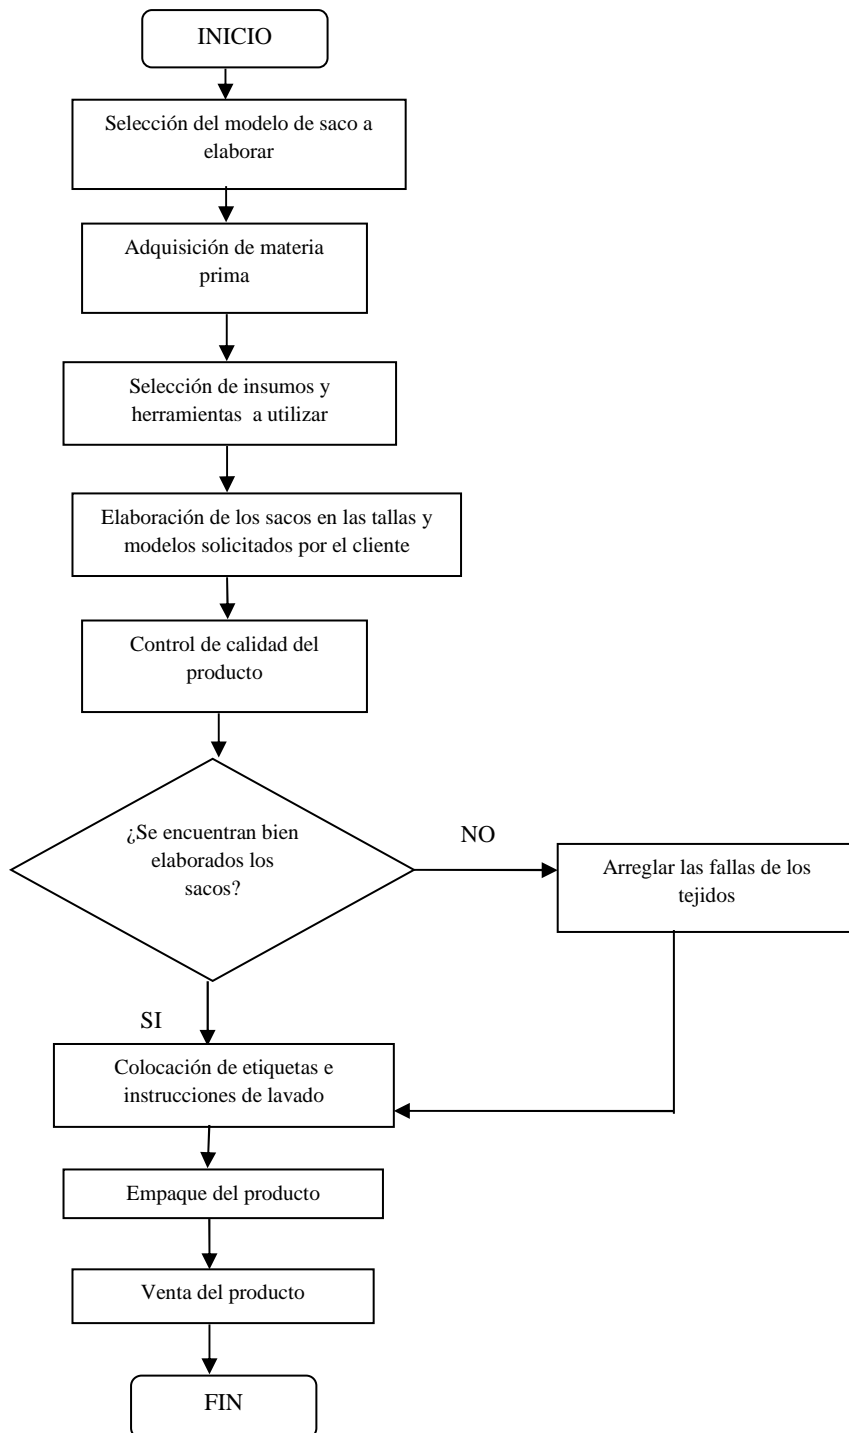 INICIO
Selección del modelo de saco a
elaborar
Adquisición de materia
prima
Selección de insumos y
herramientas a utilizar
Elaboración de los sacos en las tallas y
modelos solicitados por el cliente
Control de calidad del
producto
¿Se encuentran bien
elaborados los
sacos?
NO
Arreglar las fallas de los
tejidos
SI
Colocación de etiquetas e
instrucciones de lavado
Empaque del producto
Venta del producto
FIN